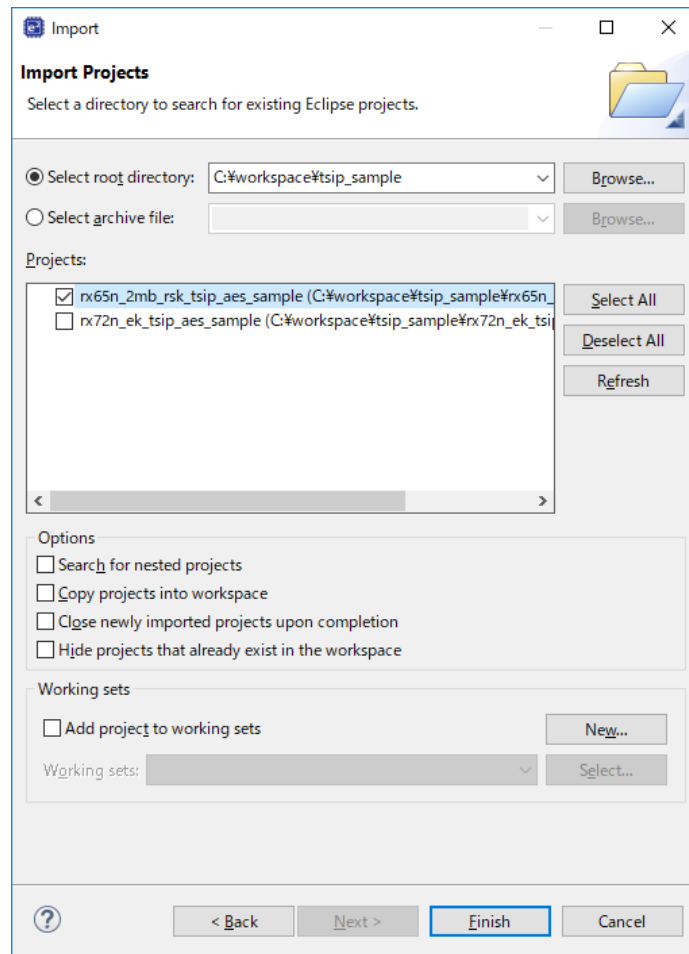 Import
Import Projects
Select a directory to search for existing Eclipse projects.
Select root directory: C:¥workspace¥tsip_sample Browse...
Select archive file: Browse...
Projects:
rx65n_2mb_rsk_tsip_aes_sample (C:¥workspace¥tsip_sample¥rx65n_
rx72n_ek_tsip_aes_sample (C:¥workspace¥tsip_sample¥rx72n_ek_tsip
Select All
Deselect All
Refresh
Options
Search for nested projects
Copy projects into workspace
Close newly imported projects upon completion
Hide projects that already exist in the workspace
Working sets
Add project to working sets New...
Working sets: Select...
? < Back Next > Finish Cancel